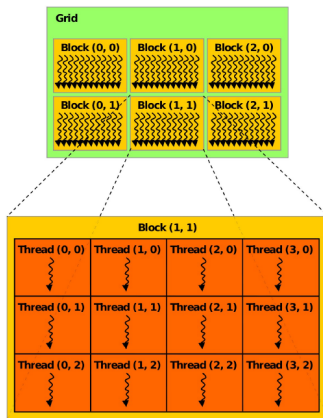 Grid
Block (0, 0) Block (1, 0) Block (2, 0)
Block (0, 1) Block (1, 1) Block (2, 1)
Block (1, 1)
Thread (0, 0) Thread (1, 0) Thread (2, 0) Thread (3, 0)
Thread (0, 1) Thread (1, 1) Thread (2, 1) Thread (3, 1)
Thread (0, 2) Thread (1, 2) Thread (2, 2) Thread (3, 2)